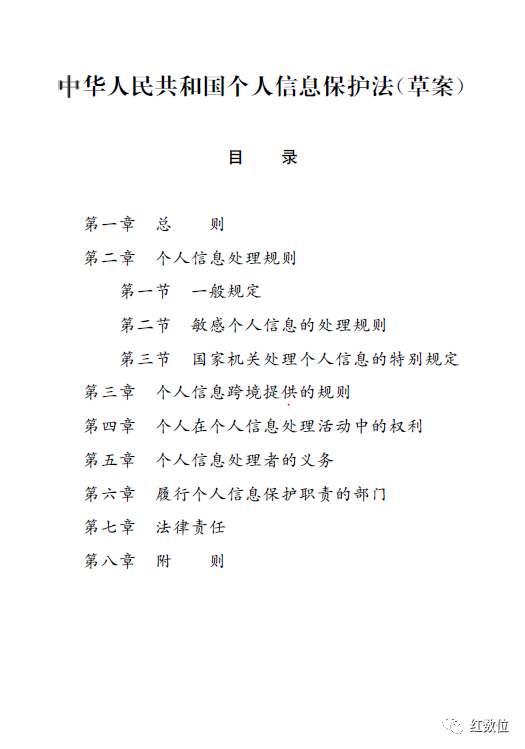 中华人民共和国个人信息保护法(草案)
目 录
第一章 总 则
第二章 个人信息处理规则
第一节 一般规定
第二节 敏感个人信息的处理规则
第三节 国家机关处理个人信息的特别规定
第三章 个人信息跨境提供的规则
第四章 个人在个人信息处理活动中的权利
第五章 个人信息处理者的义务
第六章 履行个人信息保护职责的部门
第七章 法律责任
第八章 附 则
红数位